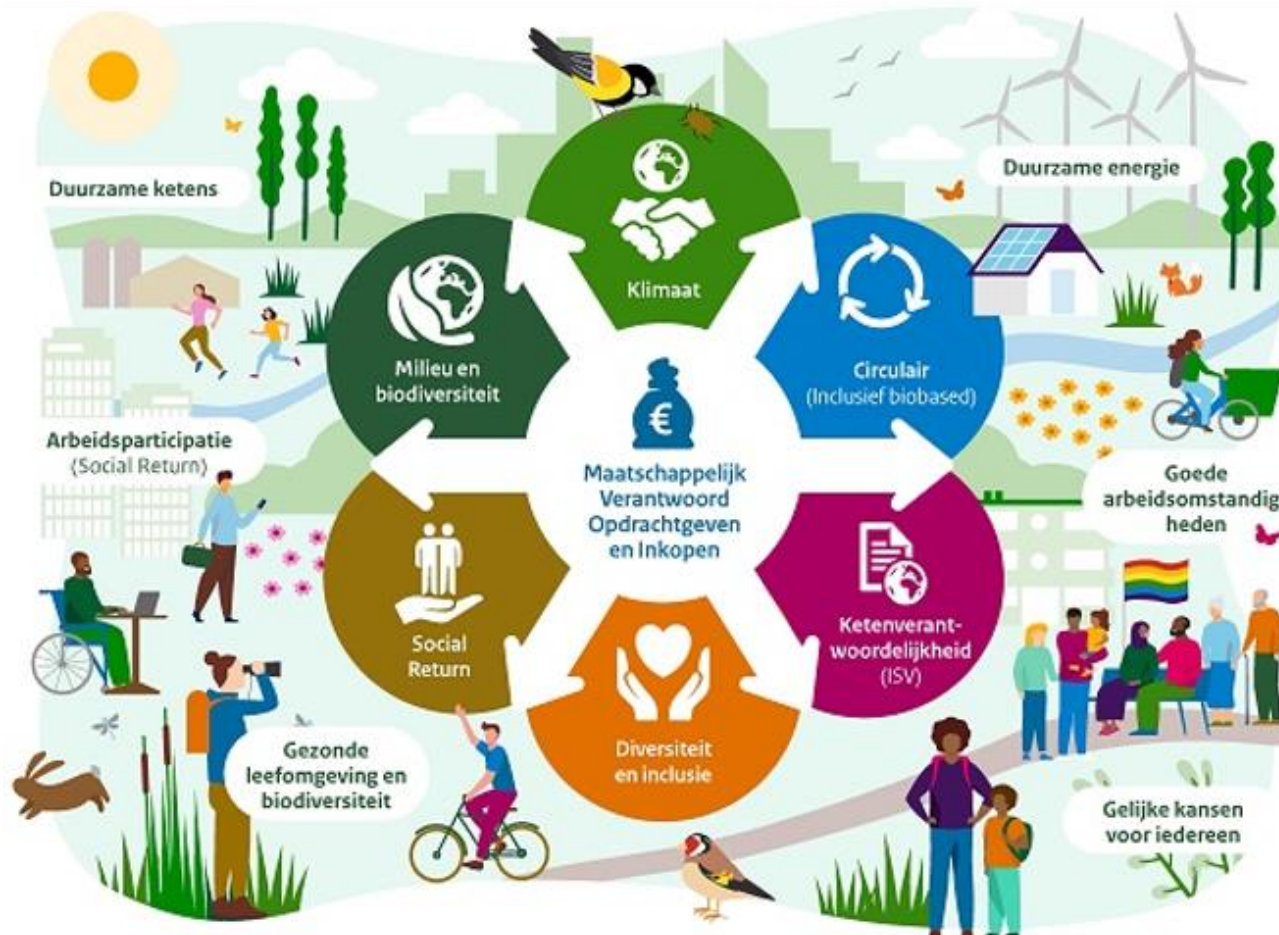 Duurzame ketens
Duurzame energie
Klimaat
Milieu en
biodiversiteit
Circulair
(Inclusief biobased)
€
Maatschappelijk
Verantwoord
Opdrachtgeven
en Inkopen
Arbeidsparticipatie
(Social Return)
Goede
arbeidsomstandig
heden
Social
Return
Ketenverant-
woordelijkheid
(ISV)
Diversiteit
en inclusie
Gezonde
leefomgeving en
biodiversiteit
Gelijke kansen
voor iedereen